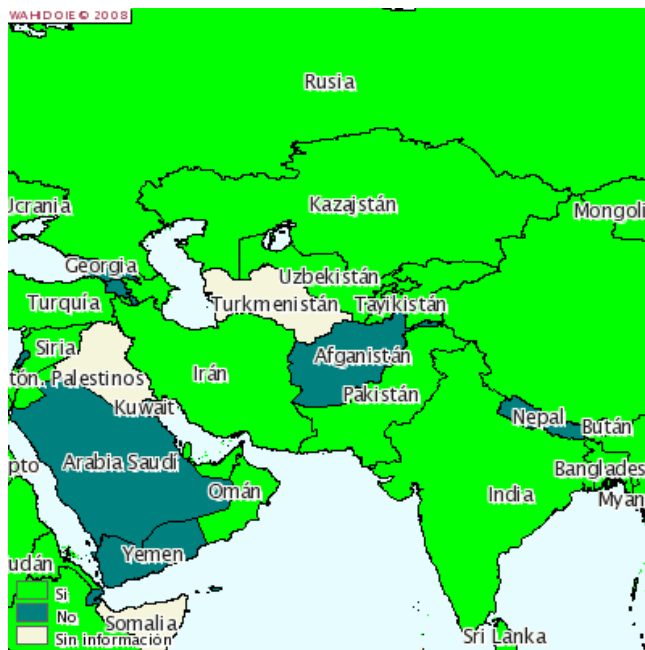 WAHIDOIE © 2008
Rusia
Ucrania
Kazajstán
Mongoli
Georgia
Uzbekistán
Turquía
Turkmenistán
Tayikistán
Siria
Afganistán
Irán
tón. Palestinos
Pakistán
Kuwait
Nepal
Bután
pto
Arabia Saudí
Banglades
Omán
India
Myan
Yemen
udán
Si
No
Somalia
Sin información
Sri Lanka